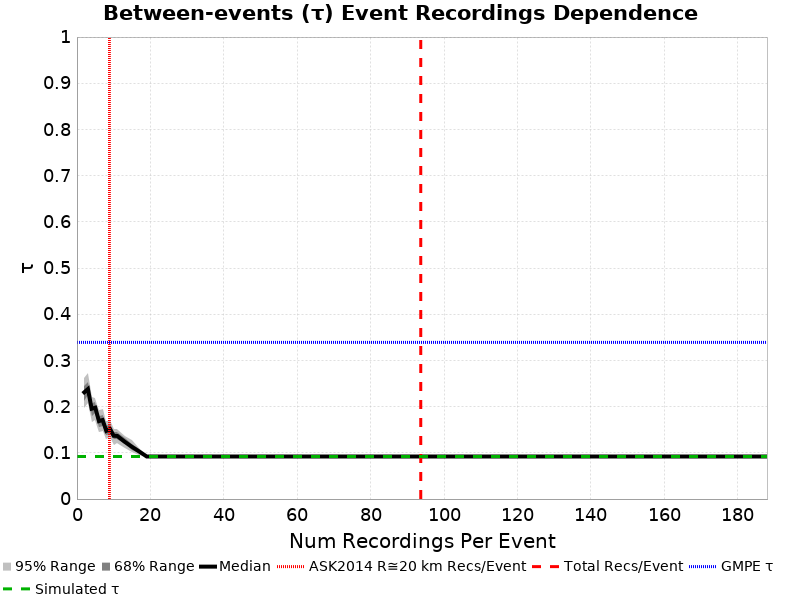 Between-events (τ) Event Recordings Dependence
1
0.9
0.8
0.7
0.6
0.5
0.4
0.3
0.2
0.1
0
τ
0 20 40 60 80 100 120 140 160 180
Num Recordings Per Event
95% Range 68% Range Median ASK2014 R≅20 km Recs/Event Total Recs/Event GMPE τ
Simulated τ